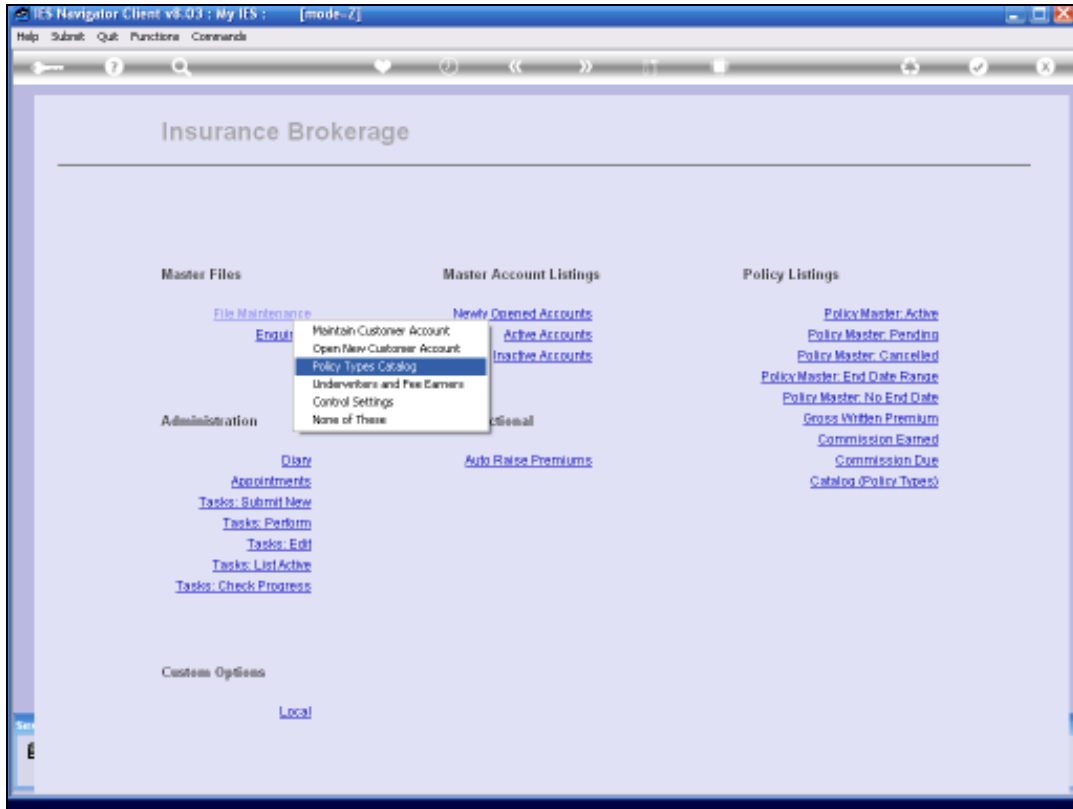 IES Navigator Client v8.03 : My IES : [mode=Z]
Help Submit Quit Functions Commands
Insurance Brokerage
Master Files
File Maintenance
Maintain Customer Account
Open New Customer Account
Policy Types Catalog
Underwriters and Fee Earners
Control Settings
None of These
Master Account Listings
Newly Opened Accounts
Active Accounts
Inactive Accounts
Policy Listings
Policy Master: Active
Policy Master: Pending
Policy Master: Cancelled
Policy Master: End Date Range
Policy Master: No End Date
Gross Written Premium
Commission Earned
Commission Due
Catalog (Policy Types)
Administration
Diary
Appointments
Tasks: Submit New
Tasks: Perform
Tasks: Edit
Tasks: List Active
Tasks: Check Progress
Auto Raise Premiums
Custom Options
Local